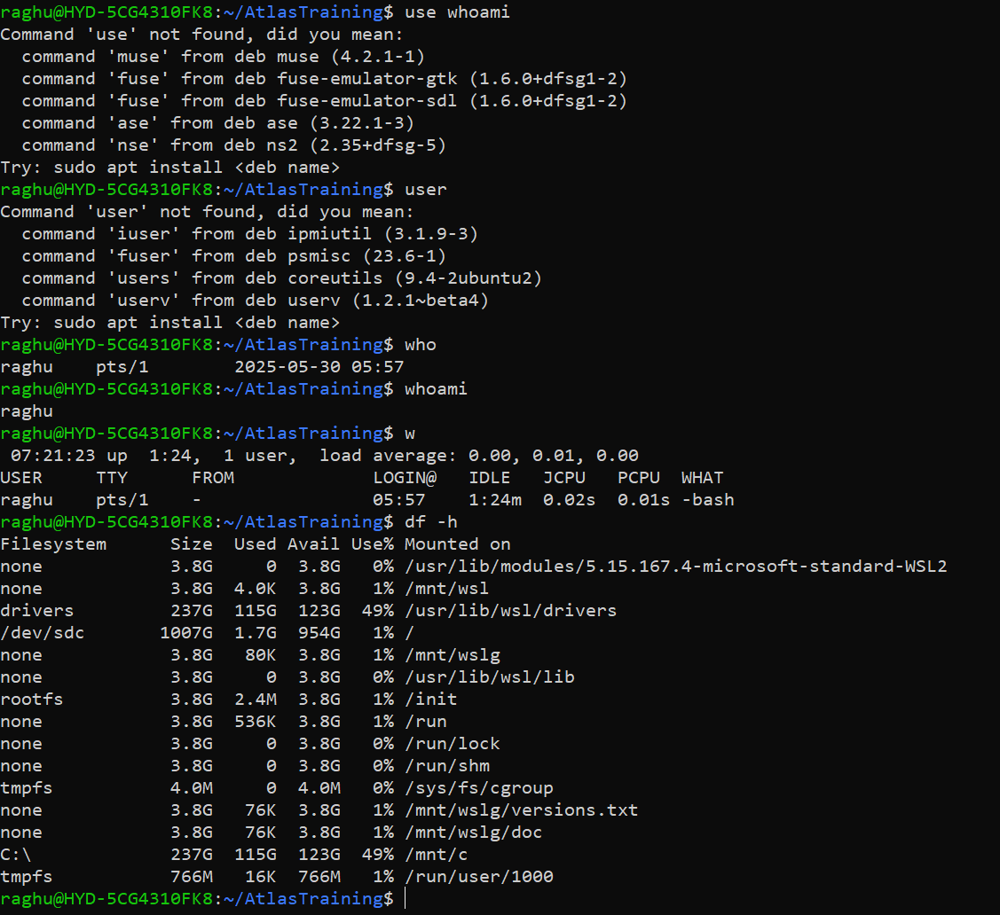 raghu@HYD-5CG4310FK8:~/AtlasTraining$ use whoami
Command 'use' not found, did you mean:
  command 'muse' from deb muse (4.2.1-1)
  command 'fuse' from deb fuse-emulator-gtk (1.6.0+dfsg1-2)
  command 'fuse' from deb fuse-emulator-sdl (1.6.0+dfsg1-2)
  command 'ase' from deb ase (3.22.1-3)
  command 'nse' from deb ns2 (2.35+dfsg-5)
Try: sudo apt install <deb name>
raghu@HYD-5CG4310FK8:~/AtlasTraining$ user
Command 'user' not found, did you mean:
  command 'iuser' from deb ipmiutil (3.1.9-3)
  command 'fuser' from deb psmisc (23.6-1)
  command 'users' from deb coreutils (9.4-2ubuntu2)
  command 'userv' from deb userv (1.2.1~beta4)
Try: sudo apt install <deb name>
raghu@HYD-5CG4310FK8:~/AtlasTraining$ who
raghu    pts/1        2025-05-30 05:57
raghu@HYD-5CG4310FK8:~/AtlasTraining$ whoami
raghu
raghu@HYD-5CG4310FK8:~/AtlasTraining$ w
 07:21:23 up  1:24,  1 user,  load average: 0.00, 0.01, 0.00
USER     TTY      FROM             LOGIN@   IDLE   JCPU   PCPU  WHAT
raghu    pts/1    -                05:57    1:24m  0.02s  0.01s -bash
raghu@HYD-5CG4310FK8:~/AtlasTraining$ df -h
Filesystem      Size  Used Avail Use% Mounted on
none            3.8G     0  3.8G   0% /usr/lib/modules/5.15.167.4-microsoft-standard-WSL2
none            3.8G  4.0K  3.8G   1% /mnt/wsl
drivers         237G  115G  123G  49% /usr/lib/wsl/drivers
/dev/sdc       1007G  1.7G  954G   1% /
none            3.8G   80K  3.8G   1% /mnt/wslg
none            3.8G     0  3.8G   0% /usr/lib/wsl/lib
rootfs          3.8G  2.4M  3.8G   1% /init
none            3.8G  536K  3.8G   1% /run
none            3.8G     0  3.8G   0% /run/lock
none            3.8G     0  3.8G   0% /run/shm
tmpfs           4.0M     0  4.0M   0% /sys/fs/cgroup
none            3.8G   76K  3.8G   1% /mnt/wslg/versions.txt
none            3.8G   76K  3.8G   1% /mnt/wslg/doc
C:\             237G  115G  123G  49% /mnt/c
tmpfs           766M   16K  766M   1% /run/user/1000
raghu@HYD-5CG4310FK8:~/AtlasTraining$